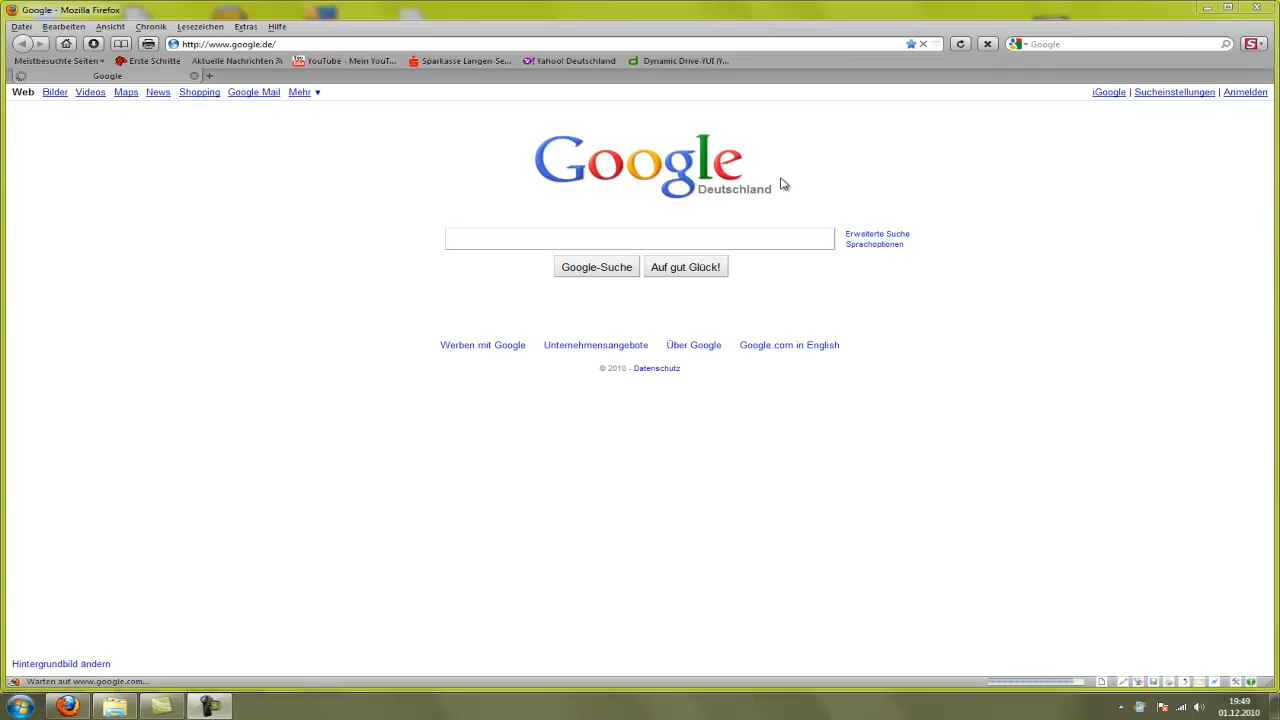 Google - Mozilla Firefox
Datei Bearbeiten Ansicht Chronik Lesezeichen Extras Hilfe
http://www.google.de/ Google
Meistbesuchte Seiten Erste Schritte Aktuelle Nachrichten YouTube - Mein YouT... Sparkasse Langen-Se... Yahoo! Deutschland Dynamic Drive-YUI (Y...
Google
Web Bilder Videos Maps News Shopping Google Mail Mehr ▼ iGoogle | Sucheinstellungen | Anmelden
Google
Deutschland
Erweiterte Suche
Sprachoptionen
Google-Suche Auf gut Glück!
Werben mit Google Unternehmensangebote Über Google Google.com in English
© 2010 - Datenschutz
Hintergrundbild ändern
Warten auf www.google.com...
19:49
01.12.2010